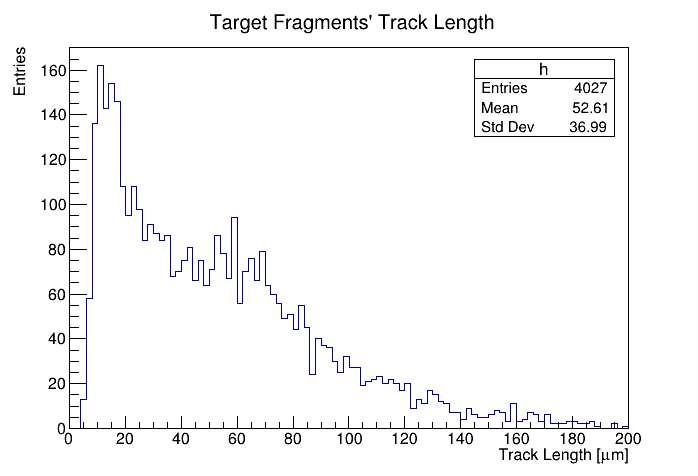 Target Fragments' Track Length
Entries
h
Entries 4027
Mean 52.61
Std Dev 36.99
160
140
120
100
80
60
40
20
0
0 20 40 60 80 100 120 140 160 180 200
Track Length [μm]